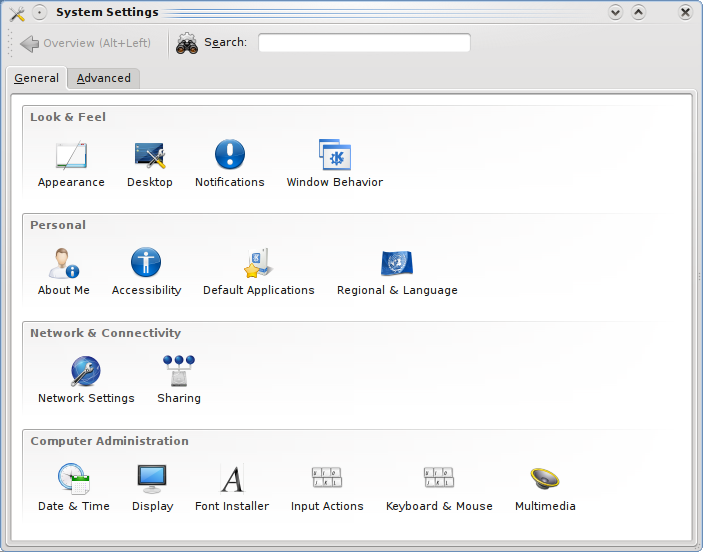 System Settings
Overview (Alt+Left) Search:
General Advanced
Look & Feel
Appearance Desktop Notifications Window Behavior
Personal
About Me Accessibility Default Applications Regional & Language
Network & Connectivity
Network Settings Sharing
Computer Administration
Date & Time Display Font Installer Input Actions Keyboard & Mouse Multimedia